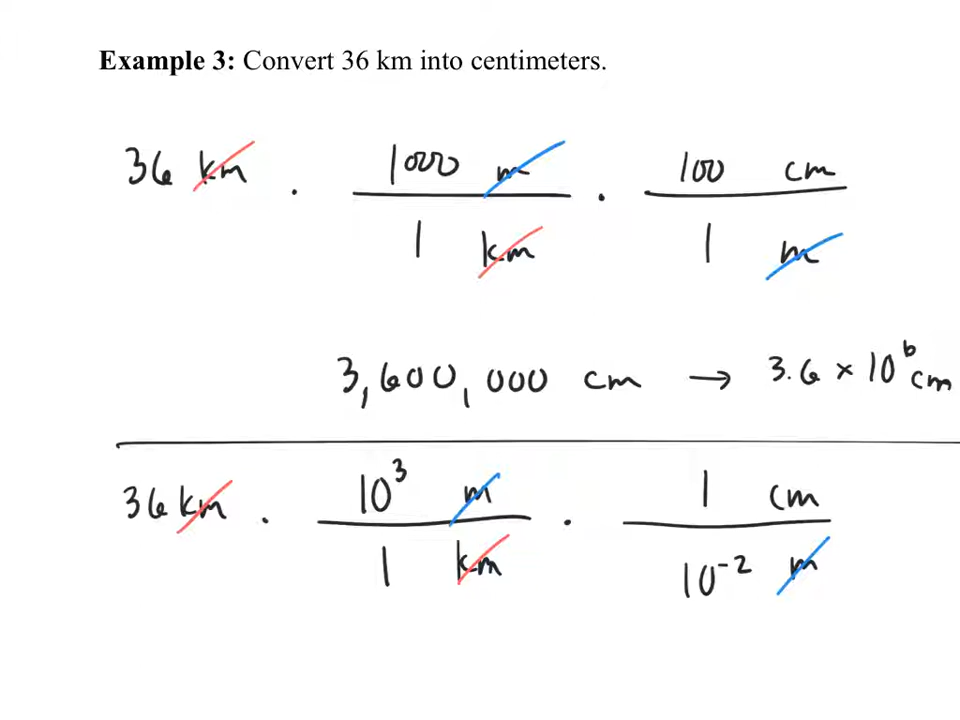 Example 3: Convert 36 km into centimeters.
36 km · 1000 m / 1 km · 100 cm / 1 m
3,600,000 cm → 3.6 × 10^6 cm
36 km · 10^3 m / 1 km · 1 cm / 10^-2 m